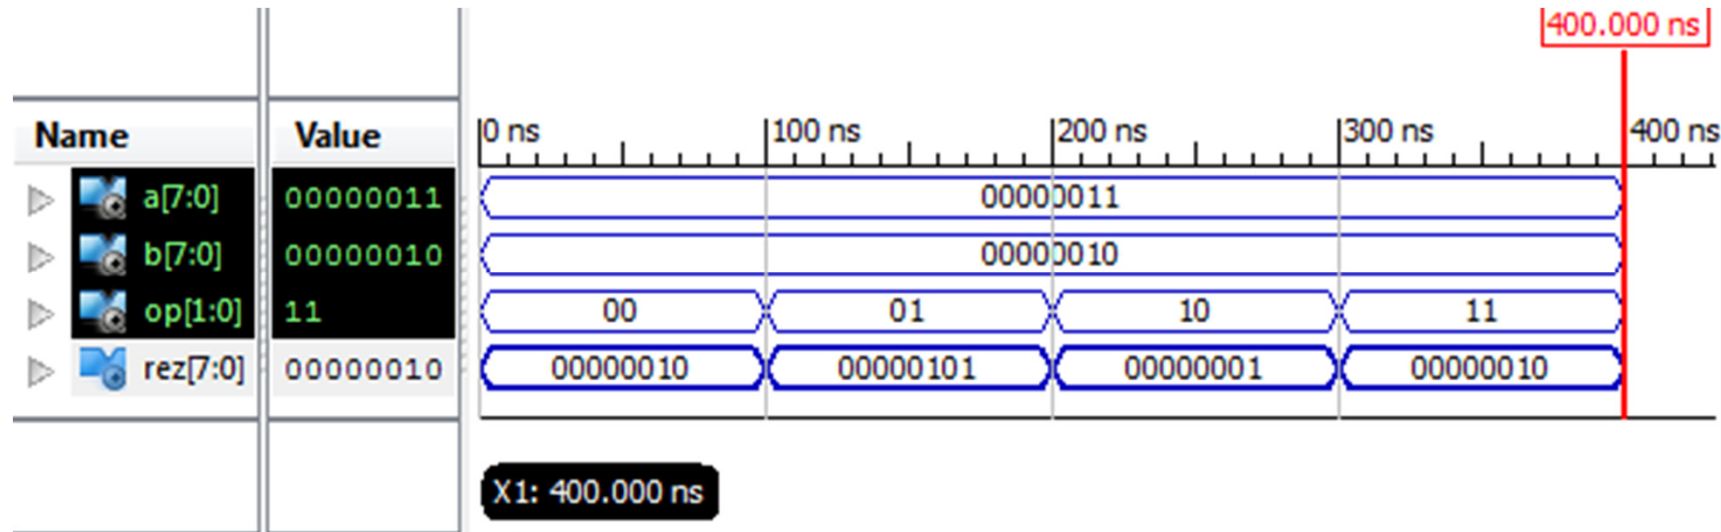 400.000 ns
Name Value 0 ns 100 ns 200 ns 300 ns 400 ns
a[7:0] 00000011 00000011
b[7:0] 00000010 00000010
op[1:0] 11 00 01 10 11
rez[7:0] 00000010 00000010 00000101 00000001 00000010
X1: 400.000 ns